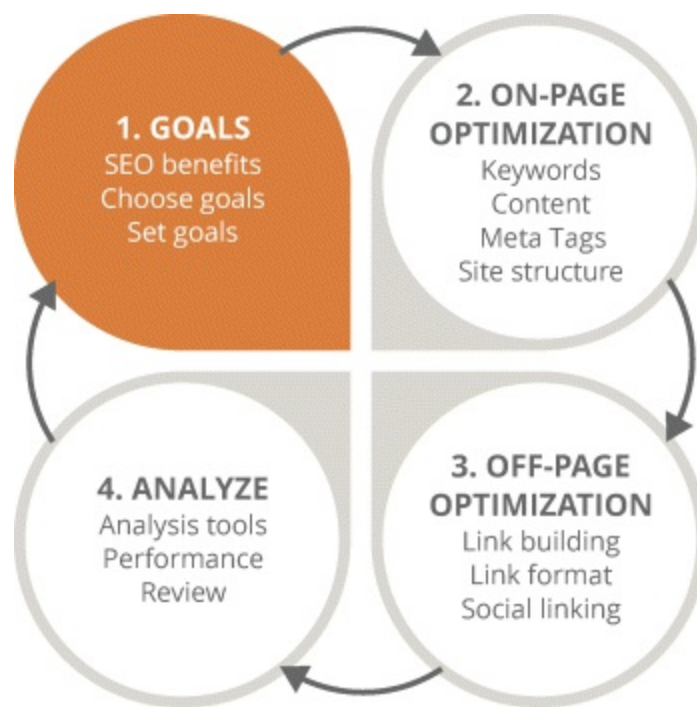 1. GOALS
SEO benefits
Choose goals
Set goals
2. ON-PAGE
OPTIMIZATION
Keywords
Content
Meta Tags
Site structure
3. OFF-PAGE
OPTIMIZATION
Link building
Link format
Social linking
4. ANALYZE
Analysis tools
Performance
Review